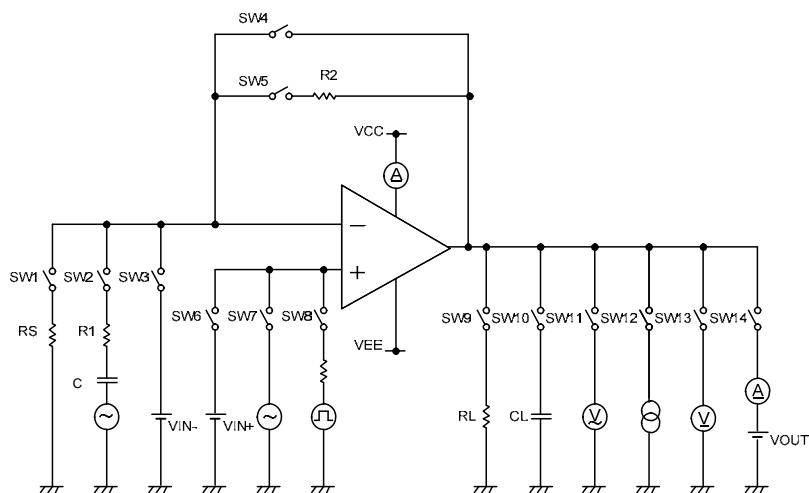 SW4
SW5
R2
VCC
A
−
+
SW1
SW2
SW3
SW6
SW7
SW8
SW9
SW10
SW11
SW12
SW13
SW14
RS
R1
VEE
C
A
VIN-
VIN+
RL
CL
V
V
VOUT